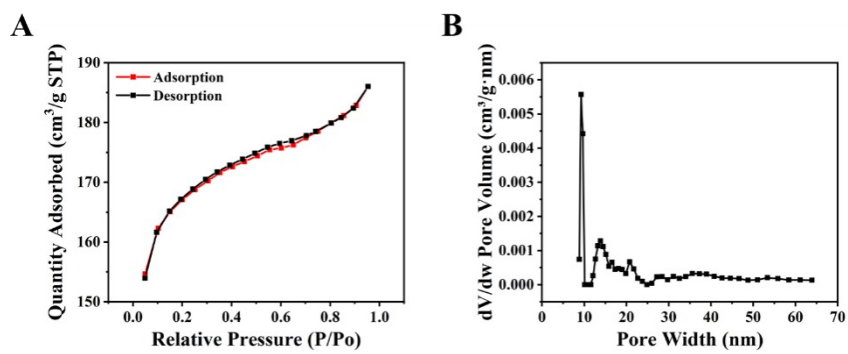 A
Quantity Adsorbed (cm³/g STP)
190
180
170
160
150
Adsorption
Desorption
0.0 0.2 0.4 0.6 0.8 1.0
Relative Pressure (P/Po)
B
dV/dw Pore Volume (cm³/g·nm)
0.006
0.005
0.004
0.003
0.002
0.001
0.000
0 10 20 30 40 50 60 70
Pore Width (nm)